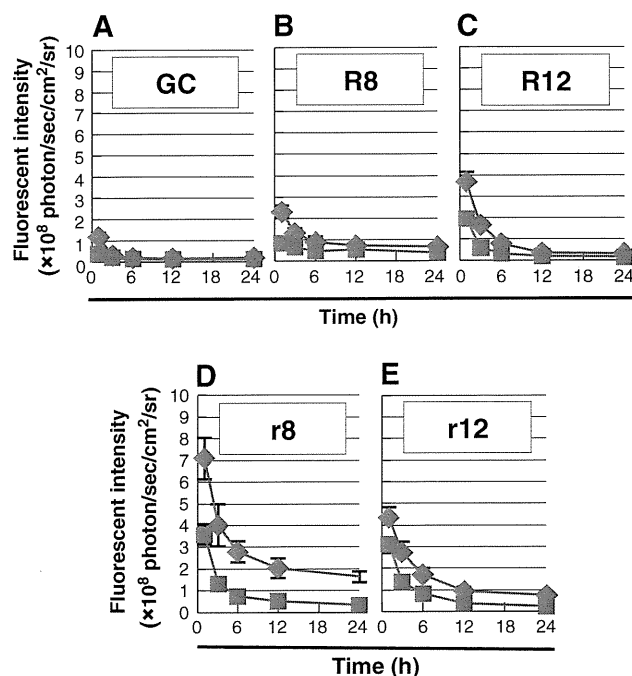 A
B
C
Fluorescent intensity
(×10⁸ photon/sec/cm²/sr)
10
9
8
7
6
5
4
3
2
1
0
GC
R8
R12
0 6 12 18 24
0 6 12 18 24
0 6 12 18 24
Time (h)
D
E
Fluorescent intensity
(×10⁸ photon/sec/cm²/sr)
10
9
8
7
6
5
4
3
2
1
0
r8
r12
0 6 12 18 24
0 6 12 18 24
Time (h)